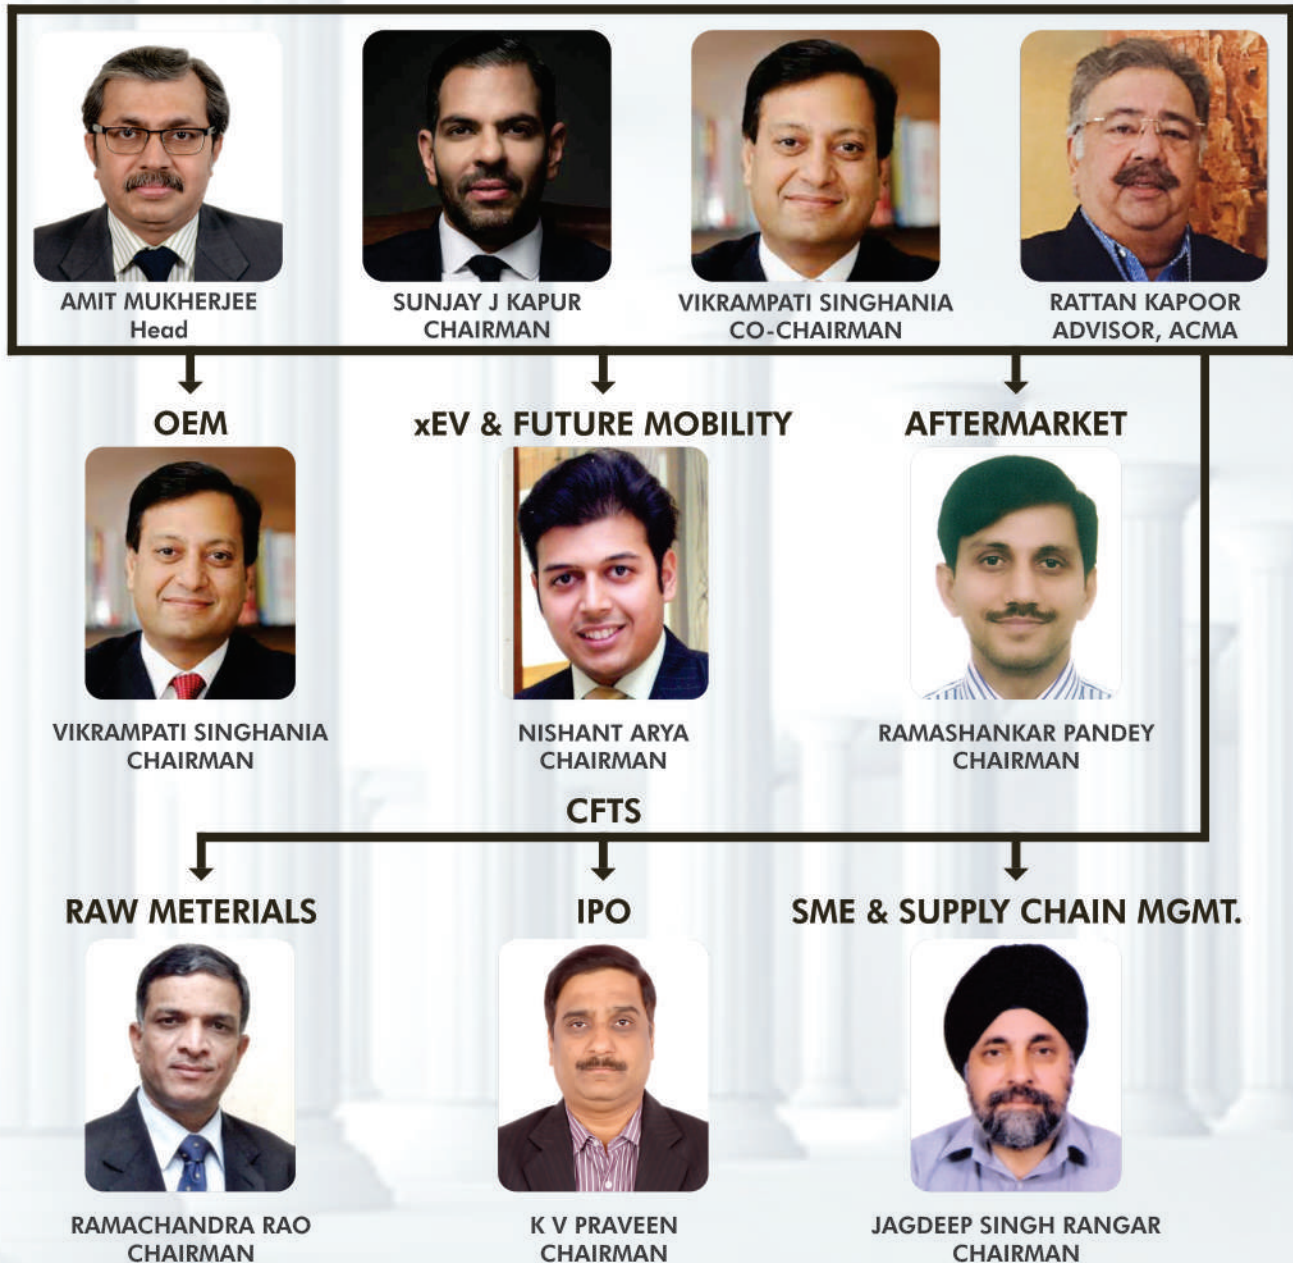 AMIT MUKHERJEE
Head
SUNJAY J KAPUR
CHAIRMAN
VIKRAMPATI SINGHANIA
CO-CHAIRMAN
RATTAN KAPOOR
ADVISOR, ACMA
OEM
xEV & FUTURE MOBILITY
AFTERMARKET
VIKRAMPATI SINGHANIA
CHAIRMAN
NISHANT ARYA
CHAIRMAN
RAMASHANKAR PANDEY
CHAIRMAN
CFTS
RAW METERIALS
IPO
SME & SUPPLY CHAIN MGMT.
RAMACHANDRA RAO
CHAIRMAN
K V PRAVEEN
CHAIRMAN
JAGDEEP SINGH RANGAR
CHAIRMAN